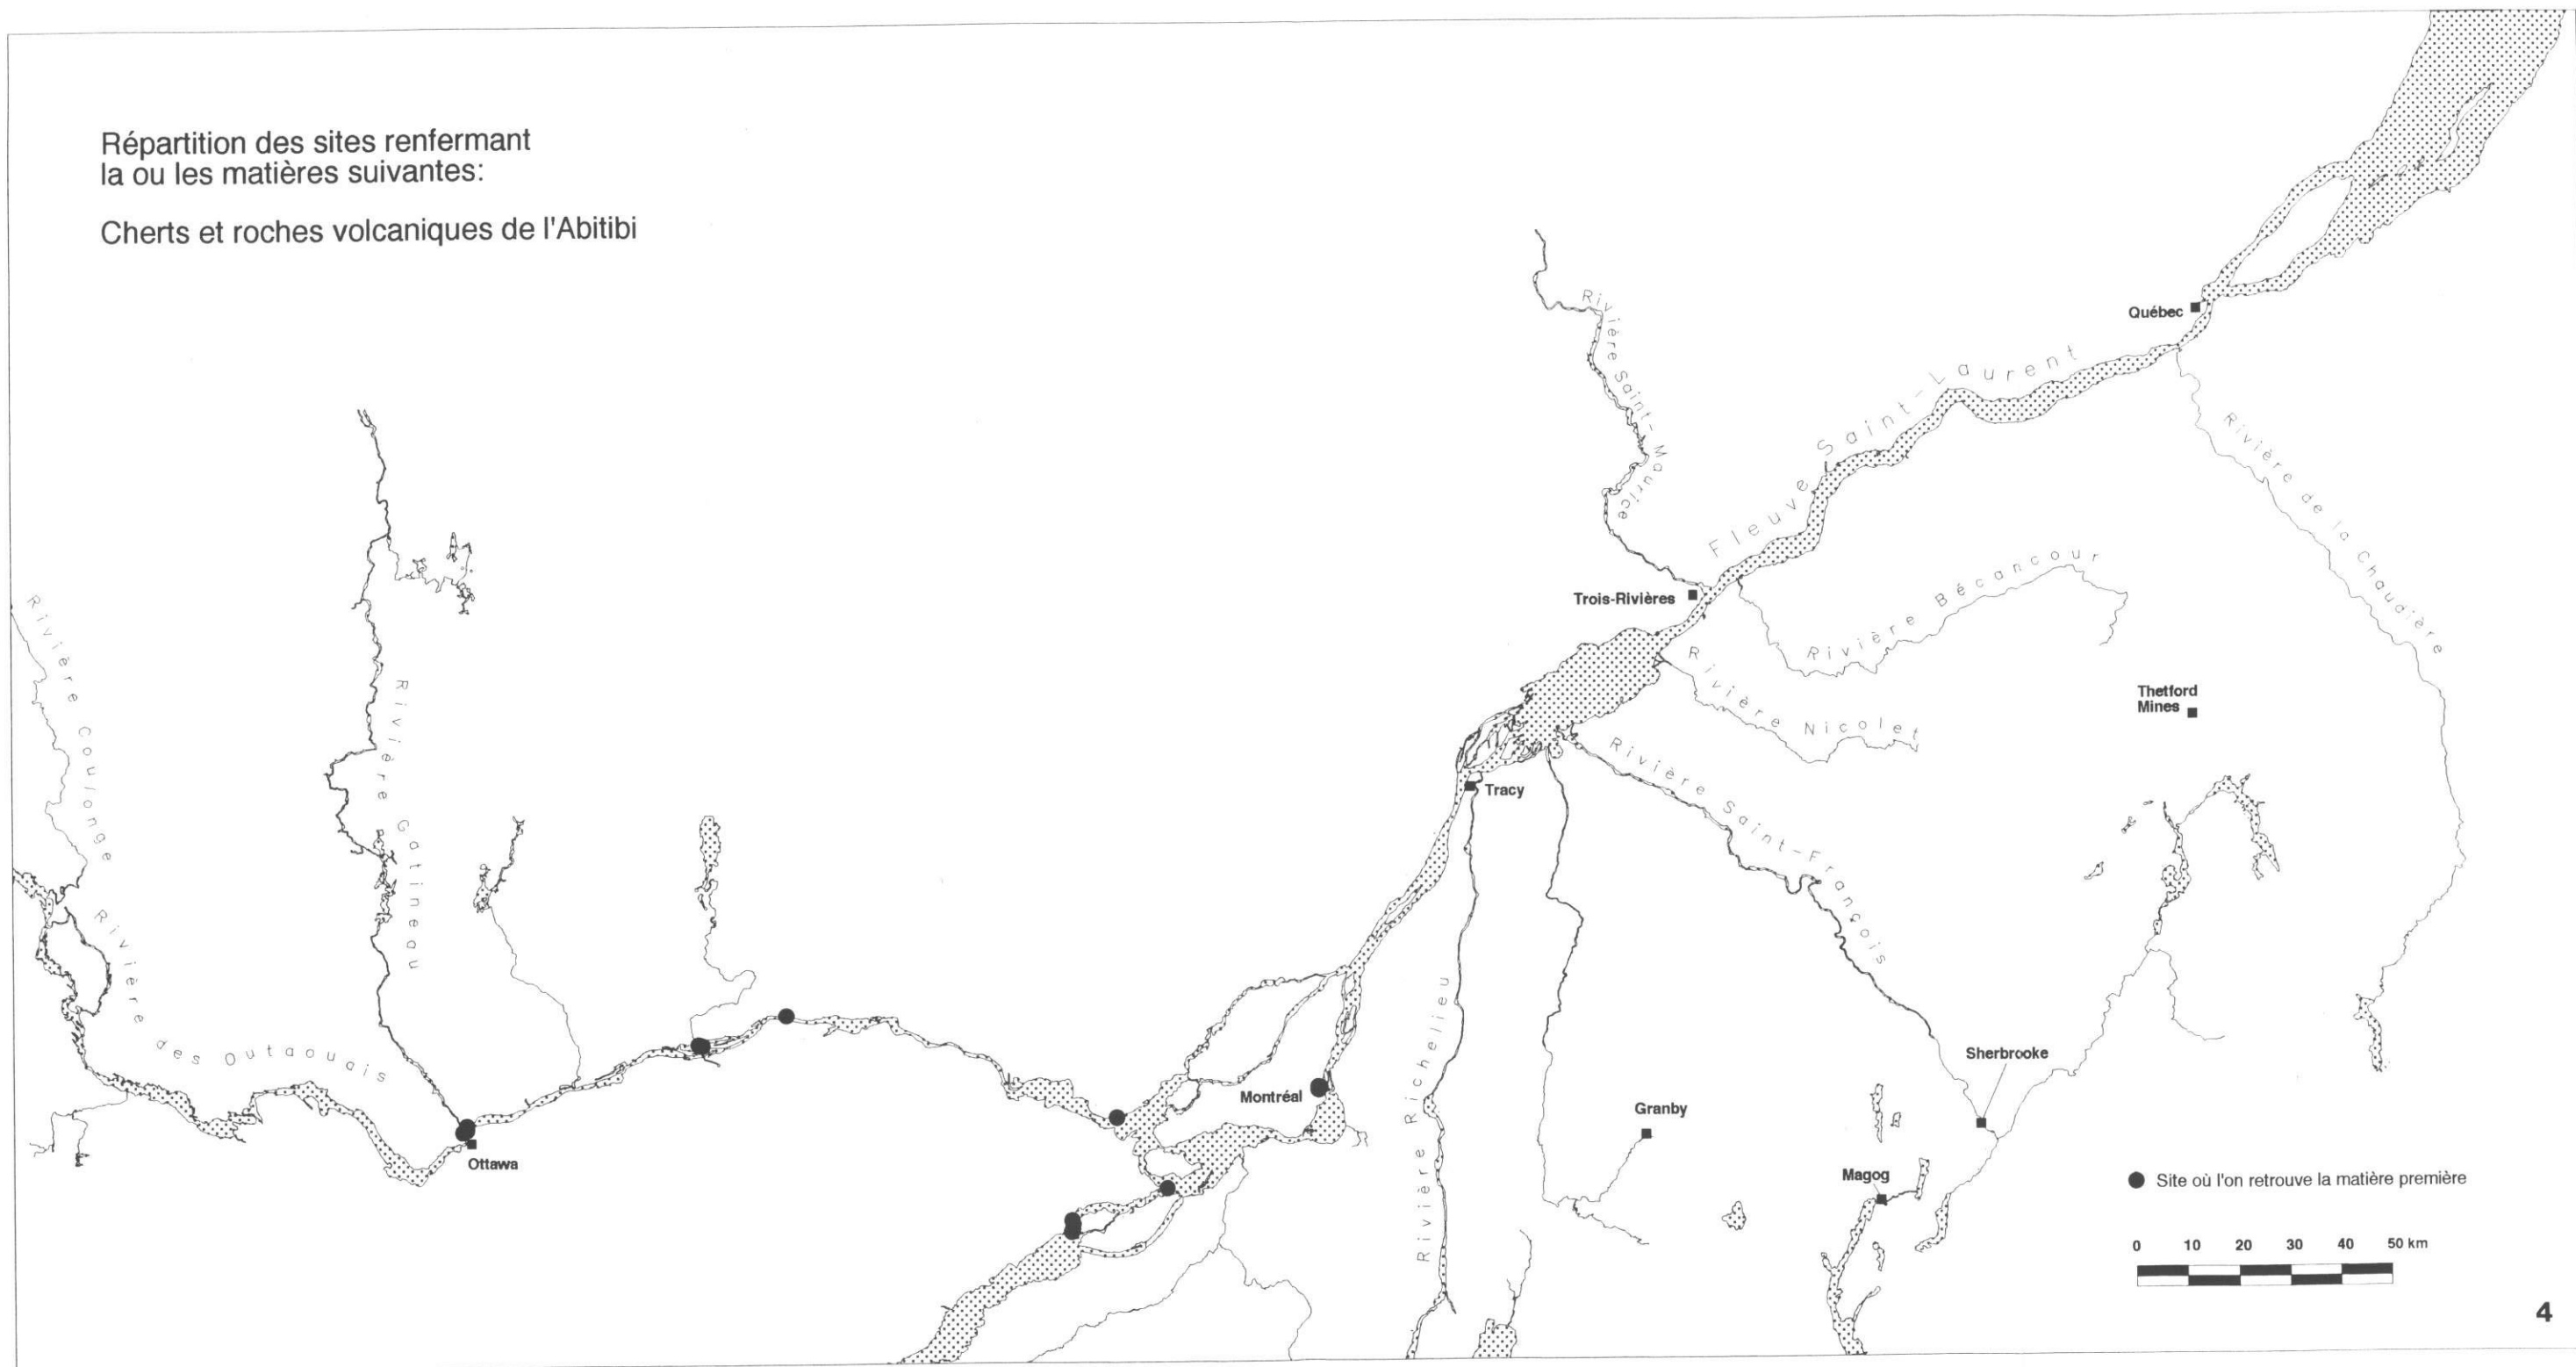 Répartition des sites renfermant
la ou les matières suivantes:
Cherts et roches volcaniques de l'Abitibi
Québec
Rivière Saint-Maurice
Fleuve Saint-Laurent
Rivière de la Chaudière
Trois-Rivières
Rivière Bécancour
Rivière Coulonge
Rivière Gatineau
Rivière Nicolet
Thetford
Mines
Rivière Saint-François
Tracy
Rivière des Outaouais
Rivière Richelieu
Sherbrooke
Montréal
Granby
Ottawa
Magog
Site où l'on retrouve la matière première
0 10 20 30 40 50 km
4